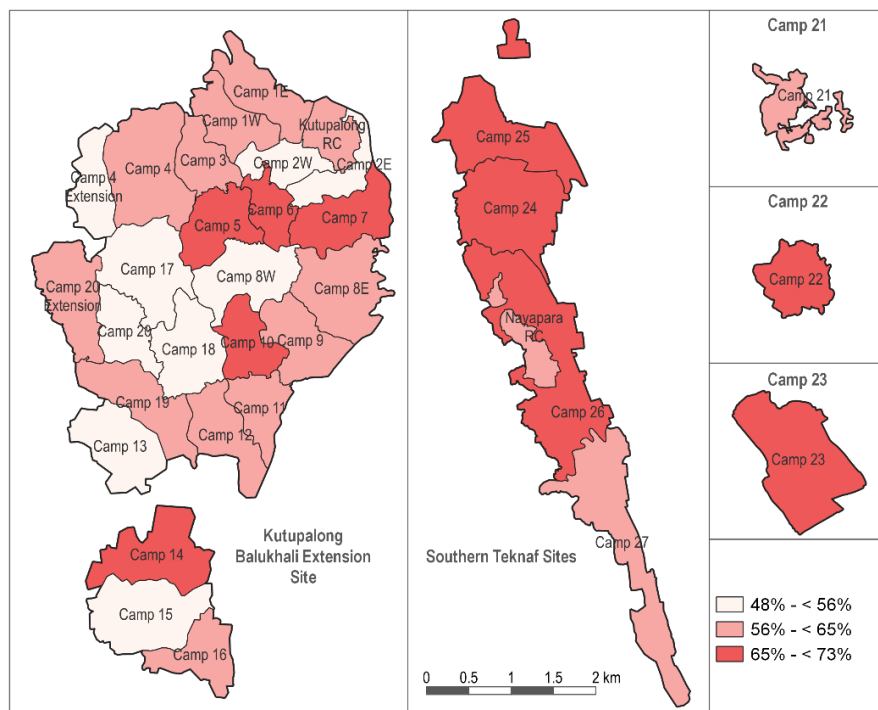 Camp 1E
Camp 1W
Kutupalong
RC
Camp 2W
Camp 2E
Camp 3
Camp 4
Camp 4
Extension
Camp 5
Camp 6
Camp 7
Camp 17
Camp 8W
Camp 8E
Camp 20
Extension
Camp 20
Camp 18
Camp 10
Camp 9
Camp 19
Camp 11
Camp 12
Camp 13
Camp 14
Camp 15
Camp 16
Kutupalong
Balukhali Extension
Site
Camp 25
Camp 24
Nayapara
RC
Camp 26
Camp 27
Southern Teknaf Sites
0 0.5 1 1.5 2 km
Camp 21
Camp 21
Camp 22
Camp 22
Camp 23
Camp 23
48% - < 56%
56% - < 65%
65% - < 73%